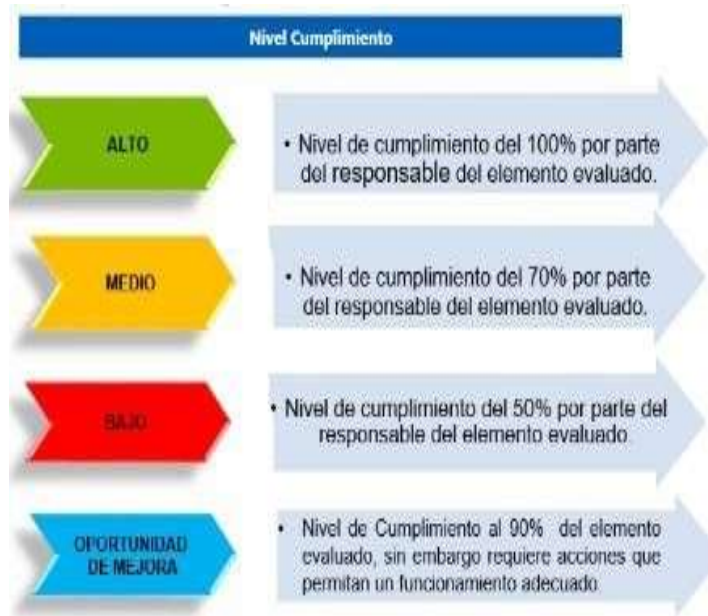 Nivel Cumplimiento
ALTO
• Nivel de cumplimiento del 100% por parte
del responsable del elemento evaluado.
MEDIO
• Nivel de cumplimiento del 70% por parte
del responsable del elemento evaluado.
BAJO
• Nivel de cumplimiento del 50% por parte del
responsable del elemento evaluado.
OPORTUNIDAD
DE MEJORA
• Nivel de Cumplimiento al 90% del elemento
evaluado, sin embargo requiere acciones que
permitan un funcionamiento adecuado